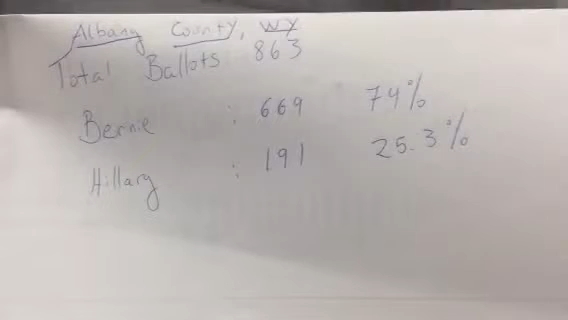 Albany County, WY
Total Ballots 863
Bernie : 669 74%
Hillary : 191 25.3%